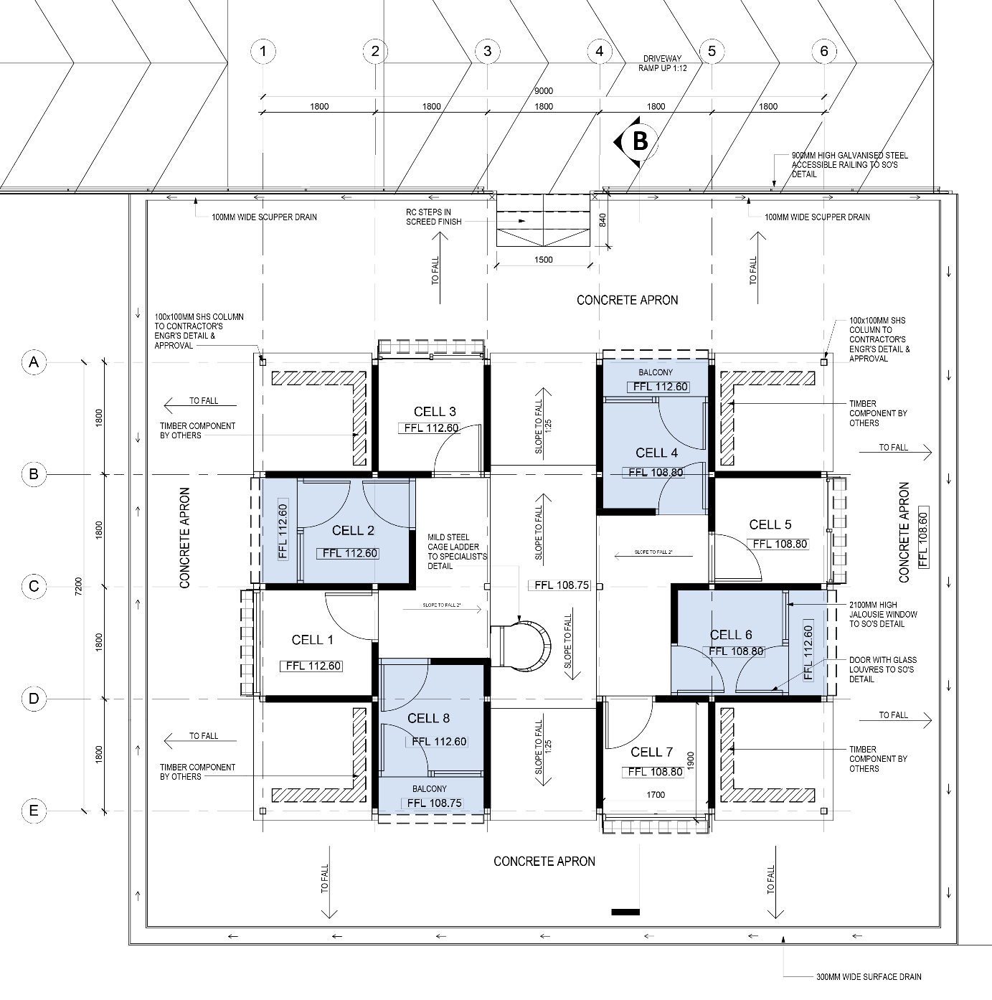 1
2
3
4
5
6
DRIVEWAY
RAMP UP 1:12
9000
1800
1800
1800
1800
1800
B
900MM HIGH GALVANISED STEEL
ACCESSIBLE RAILING TO SO'S
DETAIL
100MM WIDE SCUPPER DRAIN
RC STEPS IN
SCREED FINISH
840
100MM WIDE SCUPPER DRAIN
1500
TO FALL
TO FALL
CONCRETE APRON
100x100MM SHS COLUMN
TO CONTRACTOR'S
ENGR'S DETAIL &
APPROVAL
100x100MM SHS
COLUMN TO
CONTRACTOR'S
ENGR'S DETAIL &
APPROVAL
A
BALCONY
FFL 112.60
TO FALL
CELL 3
FFL 112.60
SLOPE TO FALL
1:25
TIMBER
COMPONENT BY
OTHERS
1800
TIMBER COMPONENT
BY OTHERS
CELL 4
FFL 108.80
TO FALL
B
CONCRETE APRON
FFL 112.60
CELL 2
FFL 112.60
1800
MILD STEEL
CAGE LADDER
TO SPECIALIST'S
DETAIL
SLOPE TO FALL
SLOPE TO FALL 2°
CELL 5
FFL 108.80
CONCRETE APRON
FFL 108.60
C
7200
FFL 108.75
SLOPE TO FALL 2°
2100MM HIGH
JALOUSIE WINDOW
TO SO'S DETAIL
1800
CELL 1
FFL 112.60
SLOPE TO FALL
CELL 6
FFL 108.80
FFL 112.60
DOOR WITH GLASS
LOUVRES TO SO'S
DETAIL
D
CELL 8
FFL 112.60
TO FALL
TO FALL
1800
SLOPE TO FALL
1:25
CELL 7
FFL 108.80
1900
TIMBER
COMPONENT BY
OTHERS
TIMBER COMPONENT
BY OTHERS
BALCONY
FFL 108.75
1700
E
CONCRETE APRON
TO FALL
TO FALL
300MM WIDE SURFACE DRAIN